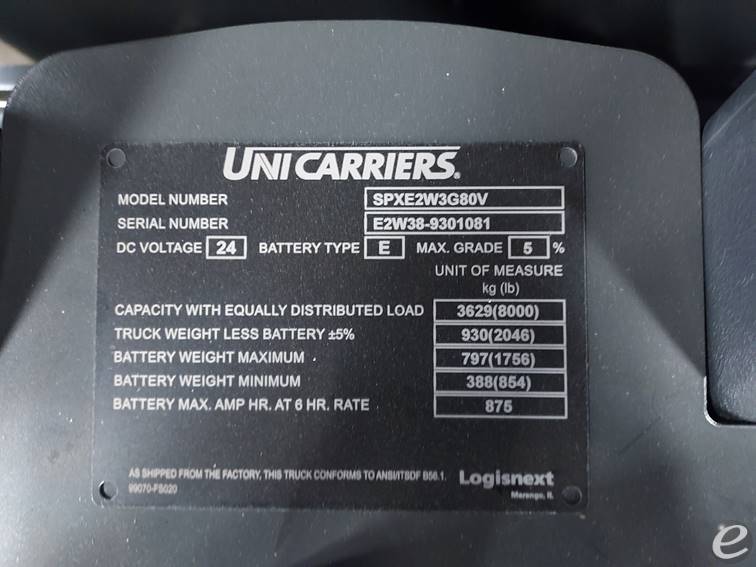 UNICARRIERS.
MODEL NUMBER SPXE2W3G80V
SERIAL NUMBER E2W38-9301081
DC VOLTAGE 24 BATTERY TYPE E MAX. GRADE 5 %
UNIT OF MEASURE
kg (lb)
CAPACITY WITH EQUALLY DISTRIBUTED LOAD 3629(8000)
TRUCK WEIGHT LESS BATTERY ±5% 930(2046)
BATTERY WEIGHT MAXIMUM 797(1756)
BATTERY WEIGHT MINIMUM 388(854)
BATTERY MAX. AMP HR. AT 6 HR. RATE 875
AS SHIPPED FROM THE FACTORY, THIS TRUCK CONFORMS TO ANSI/ITSDF B56.1.
99070-FS020
Logisnext
Marengo, IL
e